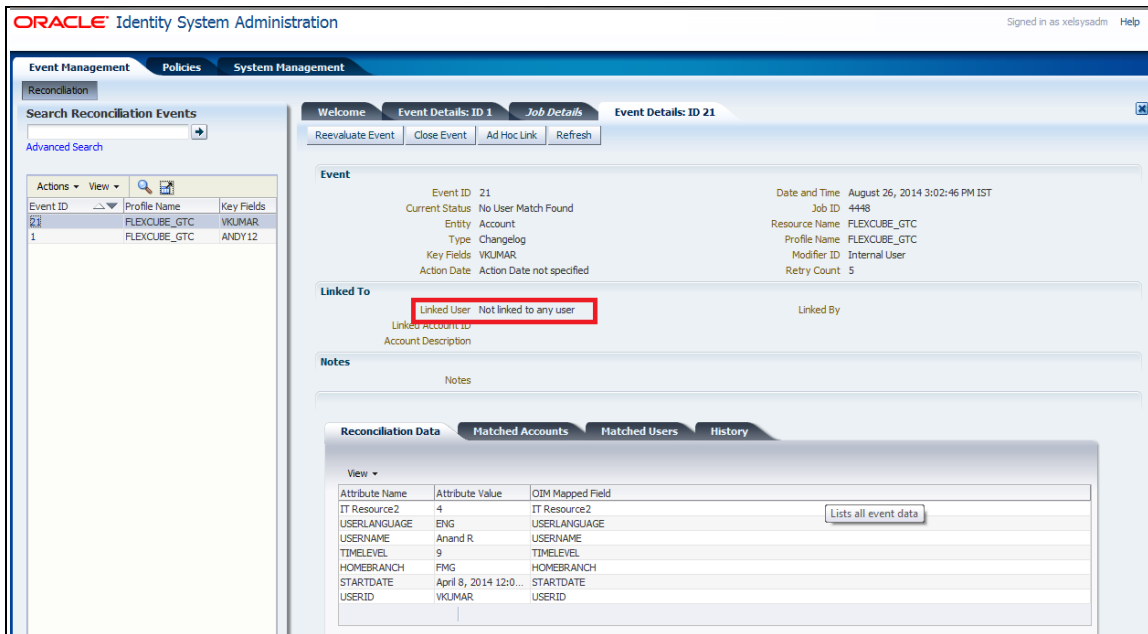 ORACLE Identity System Administration
Signed in as xelsysadm Help
Event Management Policies System Management
Reconciliation
Search Reconciliation Events
Advanced Search
Actions View
Event ID Profile Name Key Fields
21 FLEXCUBE_GTC VKUMAR
1 FLEXCUBE_GTC ANDY12
Welcome Event Details: ID 1 Job Details Event Details: ID 21
Reevaluate Event Close Event Ad Hoc Link Refresh
Event
Event ID 21 Date and Time August 26, 2014 3:02:46 PM IST
Current Status No User Match Found Job ID 4448
Entity Account Resource Name FLEXCUBE_GTC
Type Changelog Profile Name FLEXCUBE_GTC
Key Fields VKUMAR Modifier ID Internal User
Action Date Action Date not specified Retry Count 5
Linked To
Linked User Not linked to any user Linked By
Linked Account ID
Account Description
Notes
Notes
Reconciliation Data Matched Accounts Matched Users History
View
Attribute Name Attribute Value OIM Mapped Field
IT Resource2 4 IT Resource2
Lists all event data
USERLANGUAGE ENG USERLANGUAGE
USERNAME Anand R USERNAME
TIMELEVEL 9 TIMELEVEL
HOMEBRANCH FMG HOMEBRANCH
STARTDATE April 8, 2014 12:0... STARTDATE
USERID VKUMAR USERID